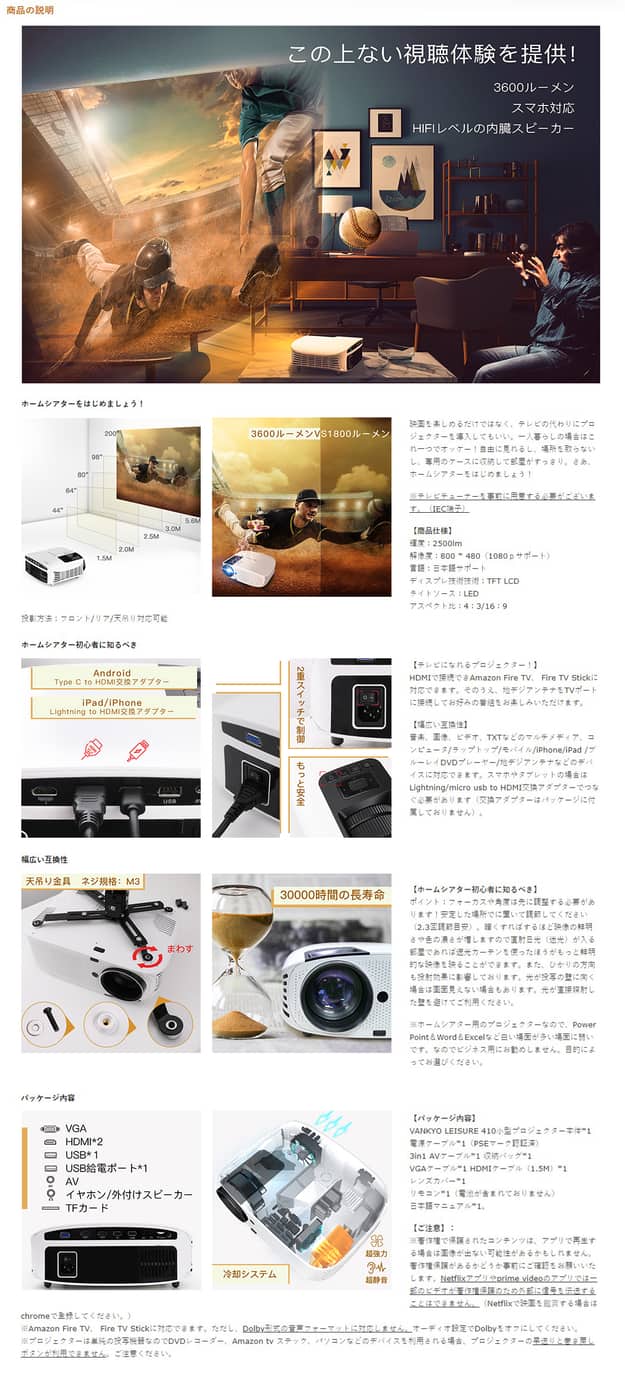 商品の説明
この上ない視聴体験を提供!
3600ルーメン
スマホ対応
HIFIレベルの内臓スピーカー
ホームシアターをはじめましょう！
200"
98"
80"
64"
44"
1.5M
2.0M
2.5M
3.0M
5.6M
3600ルーメンVS1800ルーメン
映画を楽しめるだけではなく、テレビの代わりにプロ
ジェクターを導入してもいい。一人暮らしの場合はこ
れ一つでオッケー！自由に見れるし、場所を取らない
し、専用のケースに収納して部屋がすっきり。さあ、
ホームシアターをはじめましょう！
※テレビチューナーを事前に用意する必要がございま
す。（IEC端子）
【商品仕様】
輝度：2500lm
解像度：800 * 480（1080ｐサポート）
言語：日本語サポート
ディスプレ技術技術：TFT LCD
ライトソース：LED
アスペクト比：4：3/16：9
投影方法：フロント/リア/天吊り対応可能
ホームシアター初心者に知るべき
Android
Type C to HDMI交換アダプター
iPad/iPhone
Lightning to HDMI交換アダプター
USB
2重スイッチで制御
もっと安全
【テレビになれるプロジェクター！】
HDMIで接続できAmazon Fire TV、 Fire TV Stickに
対応できます。そのうえ、地デジアンテナをTVポート
に接続してお好みの番組をお楽しみいただけます。
【幅広い互換性】
音楽、画像、ビデオ、TXTなどのマルチメディア、コ
ンピュータ/ラップトップ/モバイル/iPhone/iPad /ブ
ルーレイDVDプレーヤー/地デジアンテナなどのデバ
イスに対応できます。スマホやタブレットの場合は
Lightning/micro usb to HDMI交換アダプターでつな
ぐ必要があります（交換アダプターはパッケージに付
属しておりません）。
幅広い互換性
天吊り金具 ネジ規格: M3
まわす
30000時間の長寿命
【ホームシアター初心者に知るべき】
ポイント：フォーカスや角度は先に調整する必要があ
ります！安定した場所でに置いて調節してください
（2.3回調節目安）。暗くすればするほど映像の鮮明
さや色の濃さが増しますので直射日光（迷光）が入る
部屋であれば遮光カーテンを使ったほうがもっと鮮明
的な映像を映ることができます。また、ひかりの方向
も投射効果に影響しております。光が投写の壁に向く
場合は画面見えない場合もあります。光が直接照射し
た壁を避けてご利用ください。
※ホームシアター用のプロジェクターなので、Power
Point＆Word＆Excelなど白い場面が多い場面に弱い
です。なのでビジネス用にお勧めしません。目的によ
ってお選びください。
パッケージ内容
VGA
HDMI*2
USB*1
USB給電ポート*1
AV
イヤホン/外付けスピーカー
TFカード
冷却システム
超強力
超静音
【パッケージ内容】
VANKYO LEISURE 410小型プロジェクター本体*1
電源ケーブル*1（PSEマーク認証済）
3in1 AVケーブル*1 収納バッグ*1
VGAケーブル*1 HDMIケーブル（1.5M）*1
レンズカバー*1
リモコン*1（電池が含まれておりません）
日本語マニュアル*1。
【ご注意】：
※著作権で保護されたコンテンツは、アプリで再生す
る場合は画像が出ない可能性があるかもしれません。
著作権保護があるかどうか事前にご確認をお願いいた
します。Netflixアプリやprime videoのアプリでは一
部のビデオが著作権保護のため外部に信号を伝送する
ことはできません。（Netflixで映画を鑑賞する場合は
chromeで登録してください。）
※Amazon Fire TV、 Fire TV Stickに対応できます。ただし、Dolby形式の音声フォーマットに対応しません。オーディオ設定でDolbyをオフにしてください。
※プロジェクターは単純の投写機器なのでDVDレコーダー、Amazon tv ステック、パソコンなどのデバイスを利用される場合、プロジェクターの早送りと巻き戻し
ボタンが利用できません。ご注意ください。